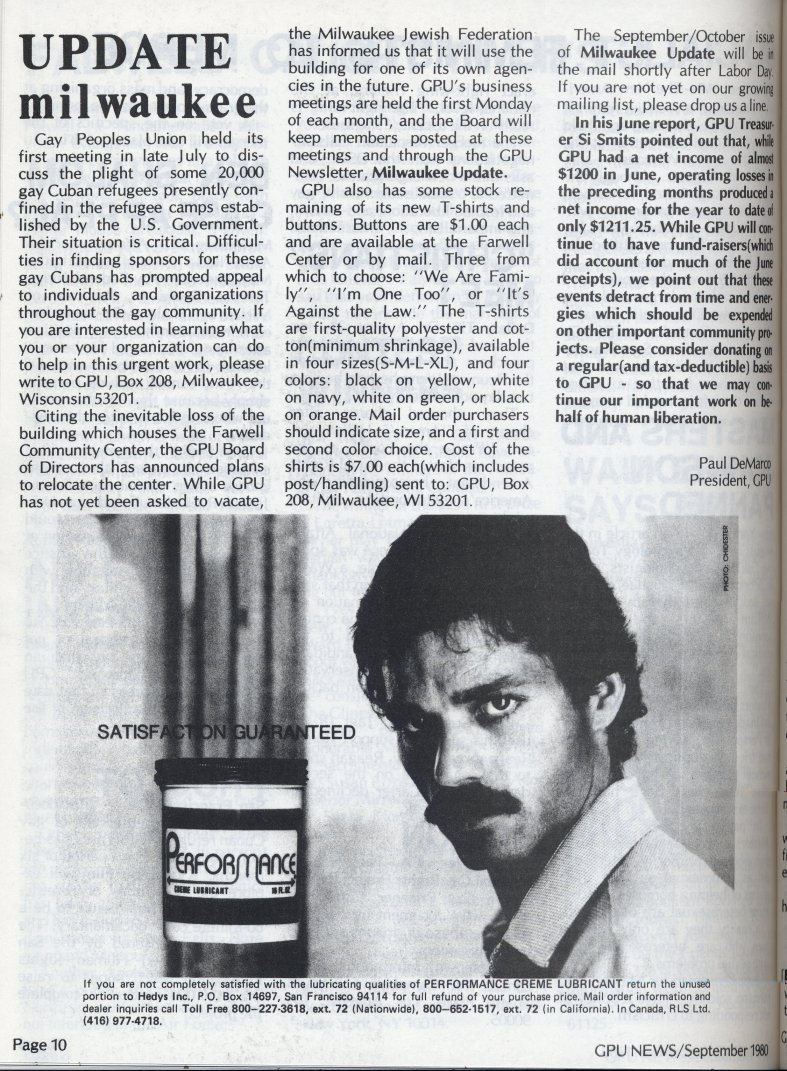 UPDATE
milwaukee
Gay Peoples Union held its
first meeting in late July to dis-
cuss the plight of some 20,000
gay Cuban refugees presently con-
fined in the refugee camps estab-
lished by the U.S. Government.
Their situation is critical. Difficul-
ties in finding sponsors for these
gay Cubans has prompted appeal
to individuals and organizations
throughout the gay community. If
you are interested in learning what
you or your organization can do
to help in this urgent work, please
write to GPU, Box 208, Milwaukee,
Wisconsin 53201.
Citing the inevitable loss of the
building which houses the Farwell
Community Center, the GPU Board
of Directors has announced plans
to relocate the center. While GPU
has not yet been asked to vacate,
the Milwaukee Jewish Federation
has informed us that it will use the
building for one of its own agen-
cies in the future. GPU's business
meetings are held the first Monday
of each month, and the Board will
keep members posted at these
meetings and through the GPU
Newsletter, Milwaukee Update.
GPU also has some stock re-
maining of its new T-shirts and
buttons. Buttons are $1.00 each
and are available at the Farwell
Center or by mail. Three from
which to choose: "We Are Fami-
ly", "I'm One Too", or "It's
Against the Law." The T-shirts
are first-quality polyester and cot-
ton(minimum shrinkage), available
in four sizes(S-M-L-XL), and four
colors: black on yellow, white
on navy, white on green, or black
on orange. Mail order purchasers
should indicate size, and a first and
second color choice. Cost of the
shirts is $7.00 each(which includes
post/handling) sent to: GPU, Box
208, Milwaukee, WI 53201.
The September/October issue
of Milwaukee Update will be in
the mail shortly after Labor Day.
If you are not yet on our growing
mailing list, please drop us a line.
In his June report, GPU Treasur-
er Si Smits pointed out that, while
GPU had a net income of almost
$1200 in June, operating losses in
the preceding months produced a
net income for the year to date of
only $1211.25. While GPU will con-
tinue to have fund-raisers(which
did account for much of the June
receipts), we point out that these
events detract from time and ener-
gies which should be expended
on other important community pro-
jects. Please consider donating on
a regular(and tax-deductible) basis
to GPU - so that we may con-
tinue our important work on be-
half of human liberation.
Paul DeMarco
President, GPU
PHOTO: CHIDESTER
SATISFACTION GUARANTEED
PERFORMANCE
CREME LUBRICANT 16 FL. OZ.
If you are not completely satisfied with the lubricating qualities of PERFORMANCE CREME LUBRICANT return the unused
portion to Hedys Inc., P.O. Box 14697, San Francisco 94114 for full refund of your purchase price. Mail order information and
dealer inquiries call Toll Free 800-227-3618, ext. 72 (Nationwide), 800-652-1517, ext. 72 (in California). In Canada, RLS Ltd.
(416) 977-4718.
Page 10
GPU NEWS/September 1980